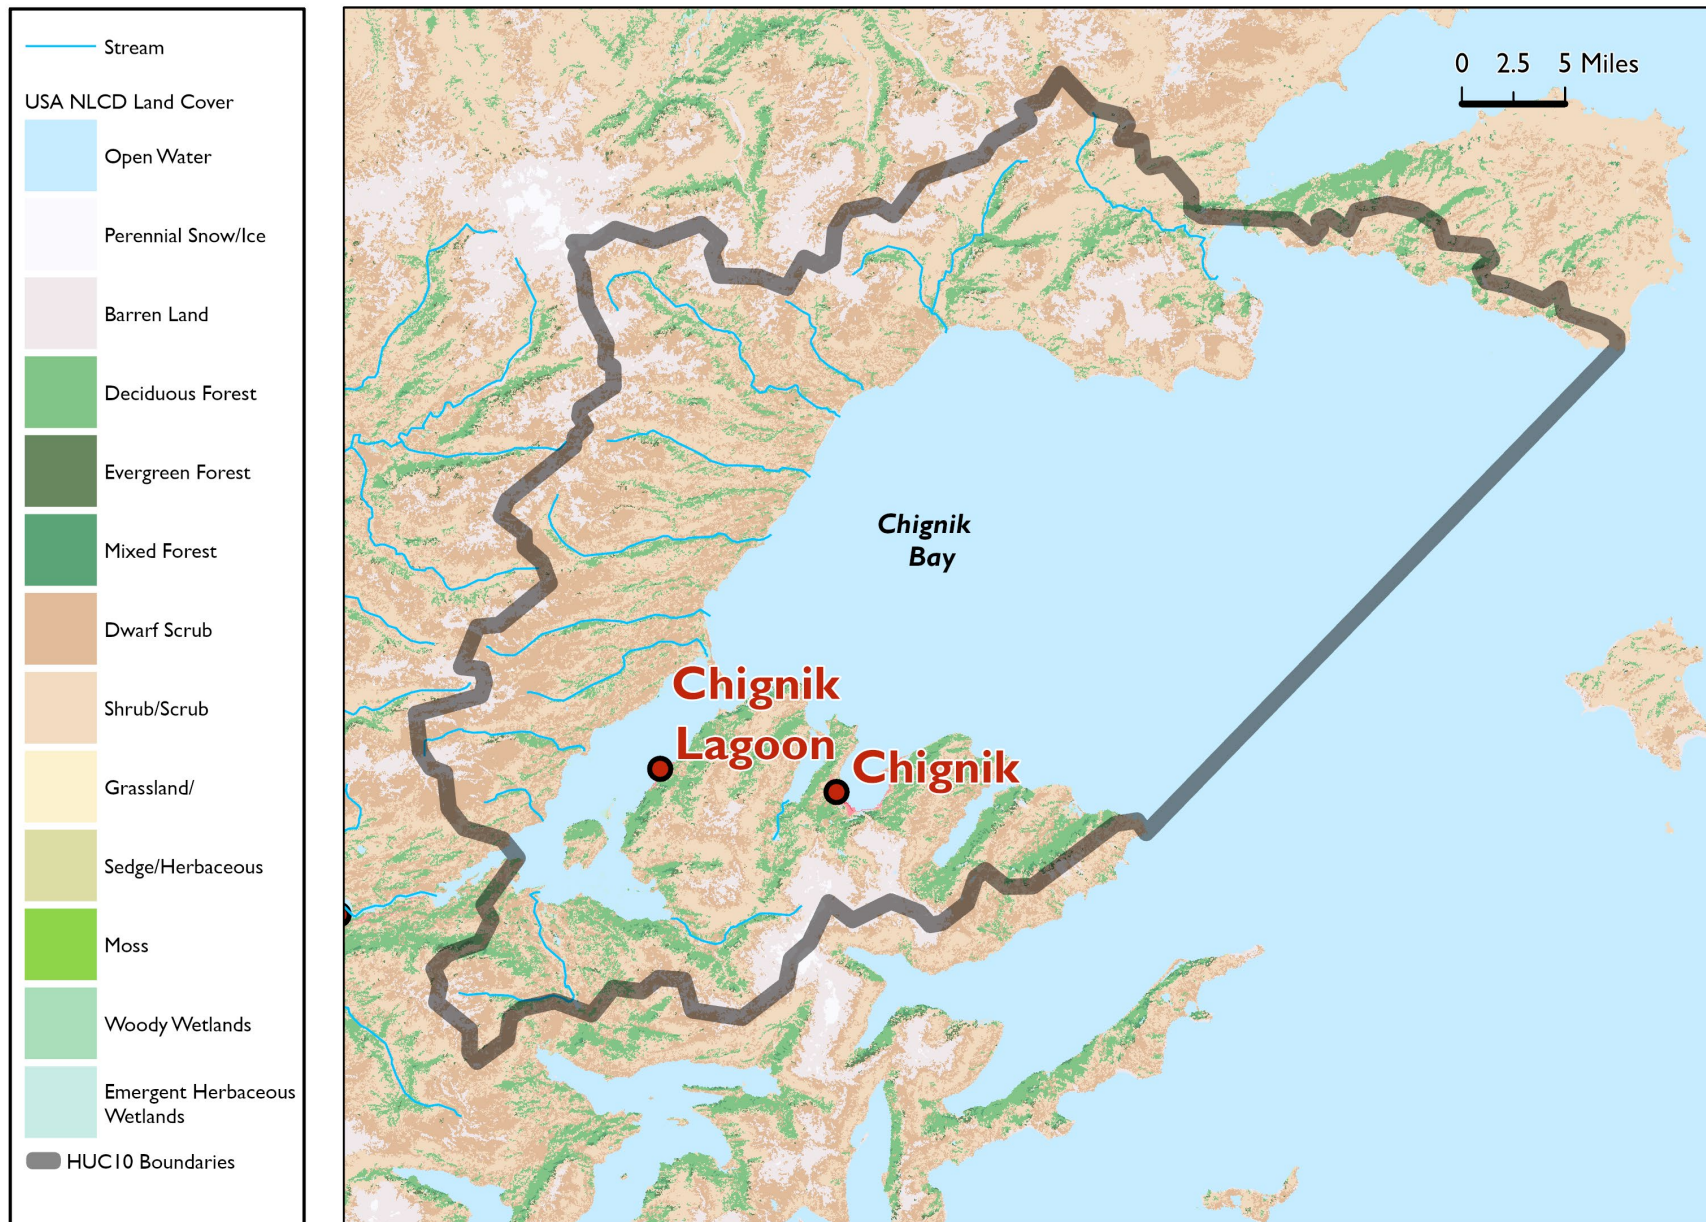 Stream
USA NLCD Land Cover
Open Water
Perennial Snow/Ice
Barren Land
Deciduous Forest
Evergreen Forest
Mixed Forest
Dwarf Scrub
Shrub/Scrub
Grassland/
Sedge/Herbaceous
Moss
Woody Wetlands
Emergent Herbaceous
Wetlands
HUC10 Boundaries
0 2.5 5 Miles
Chignik
Bay
Chignik
Lagoon
Chignik